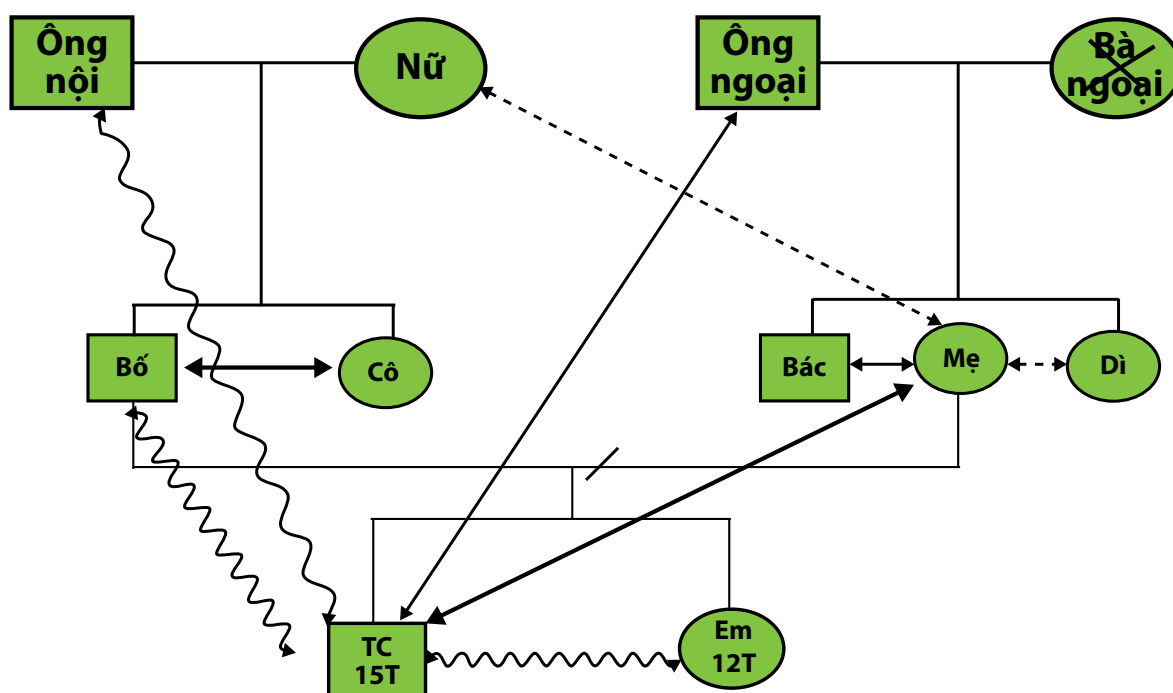 Ông
nội
Nữ
Ông
ngoại
Bà
ngoại
Bố
Cô
Bác
Mẹ
Dì
TC
15T
Em
12T